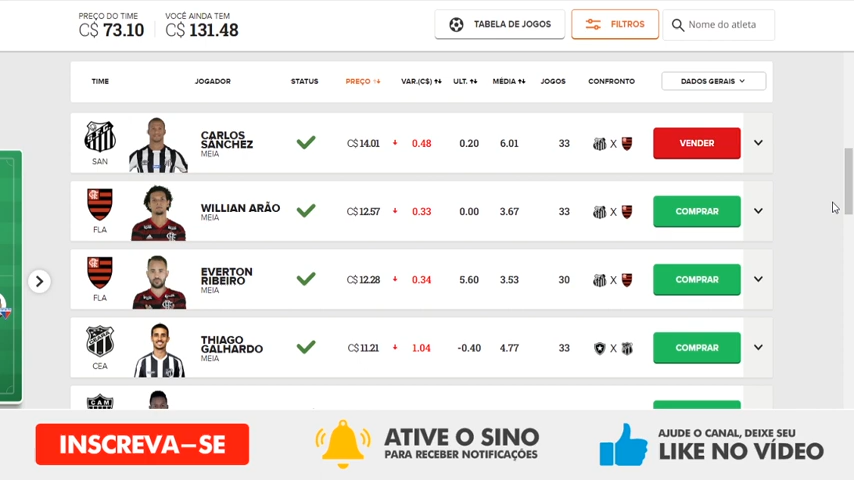 PREÇO DO TIME
C$ 73.10
VOCÊ AINDA TEM
C$ 131.48
TABELA DE JOGOS
FILTROS
Nome do atleta
TIME JOGADOR STATUS PREÇO VAR.(C$) ULT. MÉDIA JOGOS CONFRONTO DADOS GERAIS
SAN
CARLOS
SANCHEZ
MEIA
C$ 14.01 0.48 0.20 6.01 33 X VENDER
FLA
WILLIAN ARÃO
MEIA
C$ 12.57 0.33 0.00 3.67 33 X COMPRAR
FLA
EVERTON
RIBEIRO
MEIA
C$ 12.28 0.34 5.60 3.53 30 X COMPRAR
CEA
THIAGO
GALHARDO
MEIA
C$ 11.21 1.04 -0.40 4.77 33 X COMPRAR
CAM
INSCREVA-SE
ATIVE O SINO
PARA RECEBER NOTIFICAÇÕES
AJUDE O CANAL, DEIXE SEU
LIKE NO VÍDEO